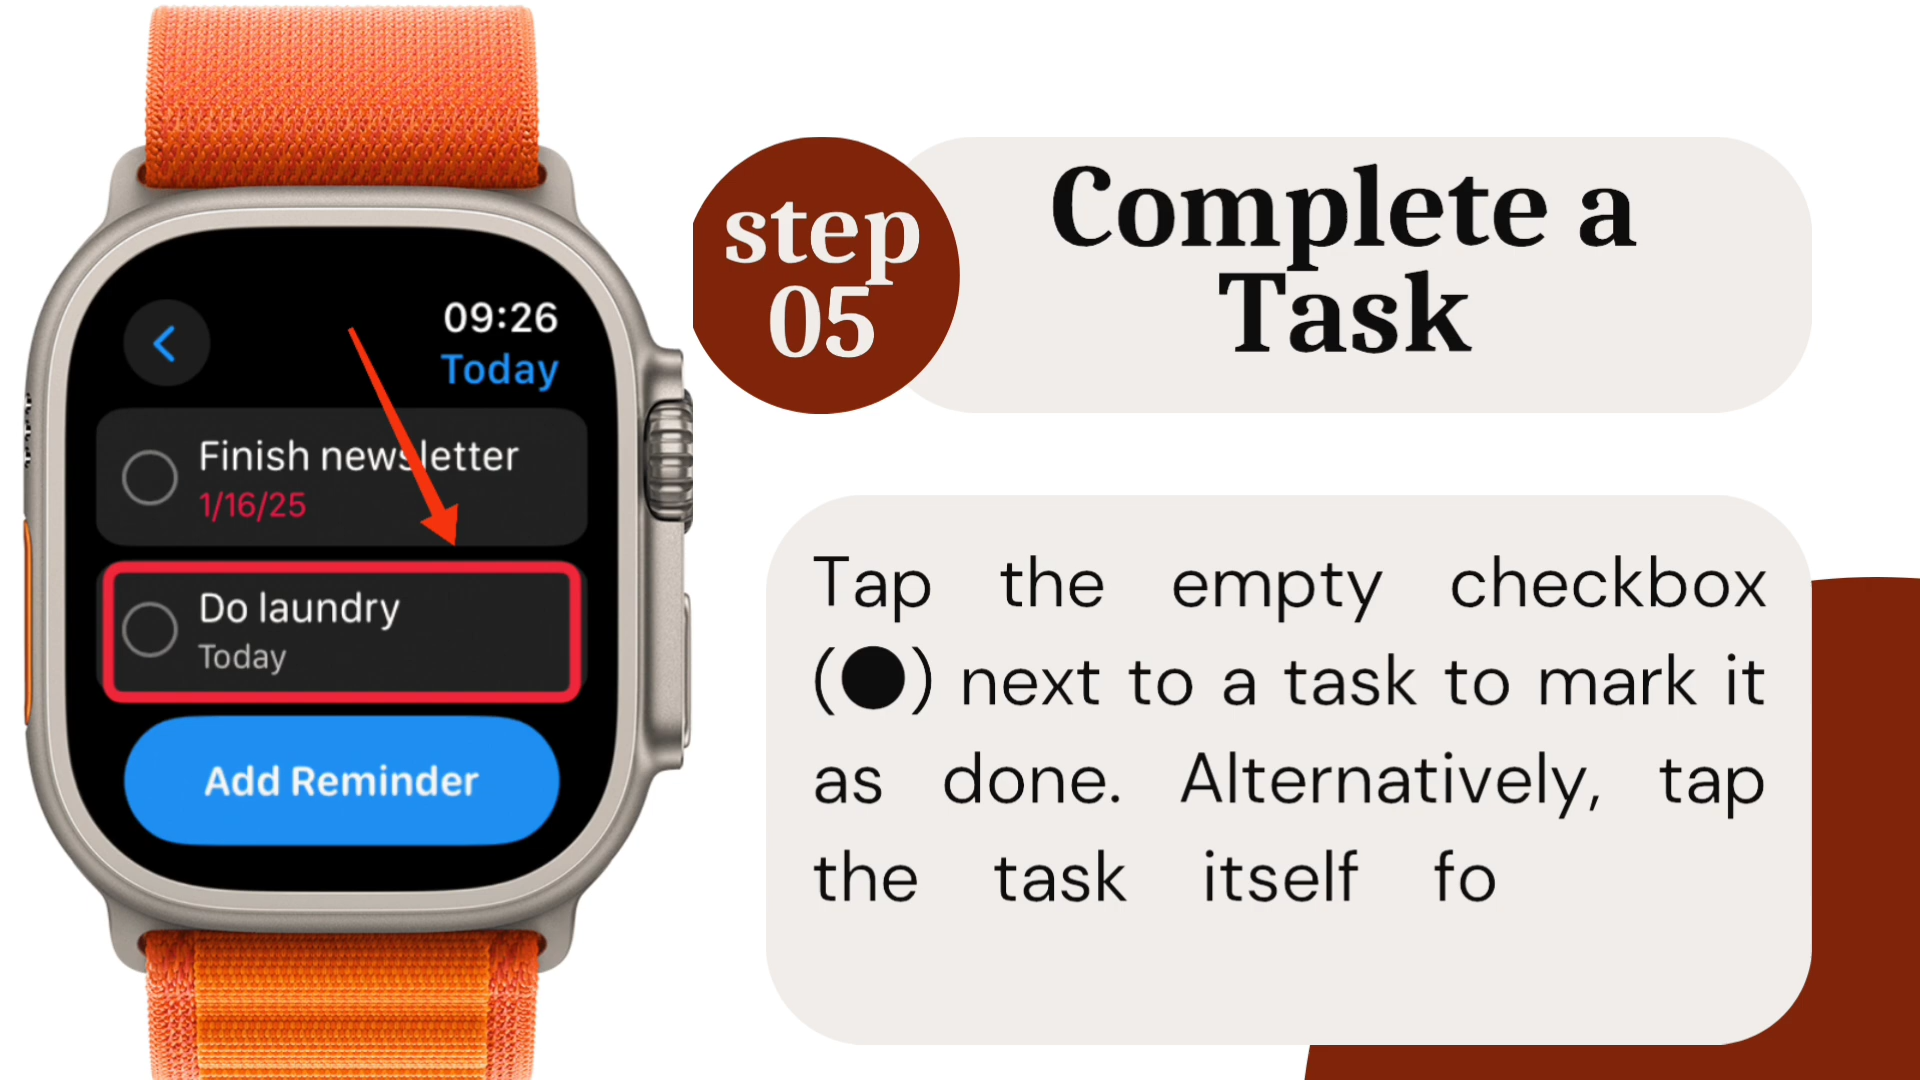 09:26
Today
Finish newsletter
1/16/25
Do laundry
Today
Add Reminder
step
05
Complete a
Task
Tap the empty checkbox
(●) next to a task to mark it
as done. Alternatively, tap
the task itself fo